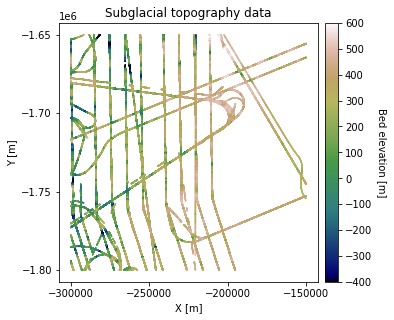 Subglacial topography data
1e6
−1.65
−1.70
−1.75
−1.80
Y [m]
−300000 −250000 −200000 −150000
X [m]
600
500
400
300
200
100
0
−100
−200
−300
−400
Bed elevation [m]